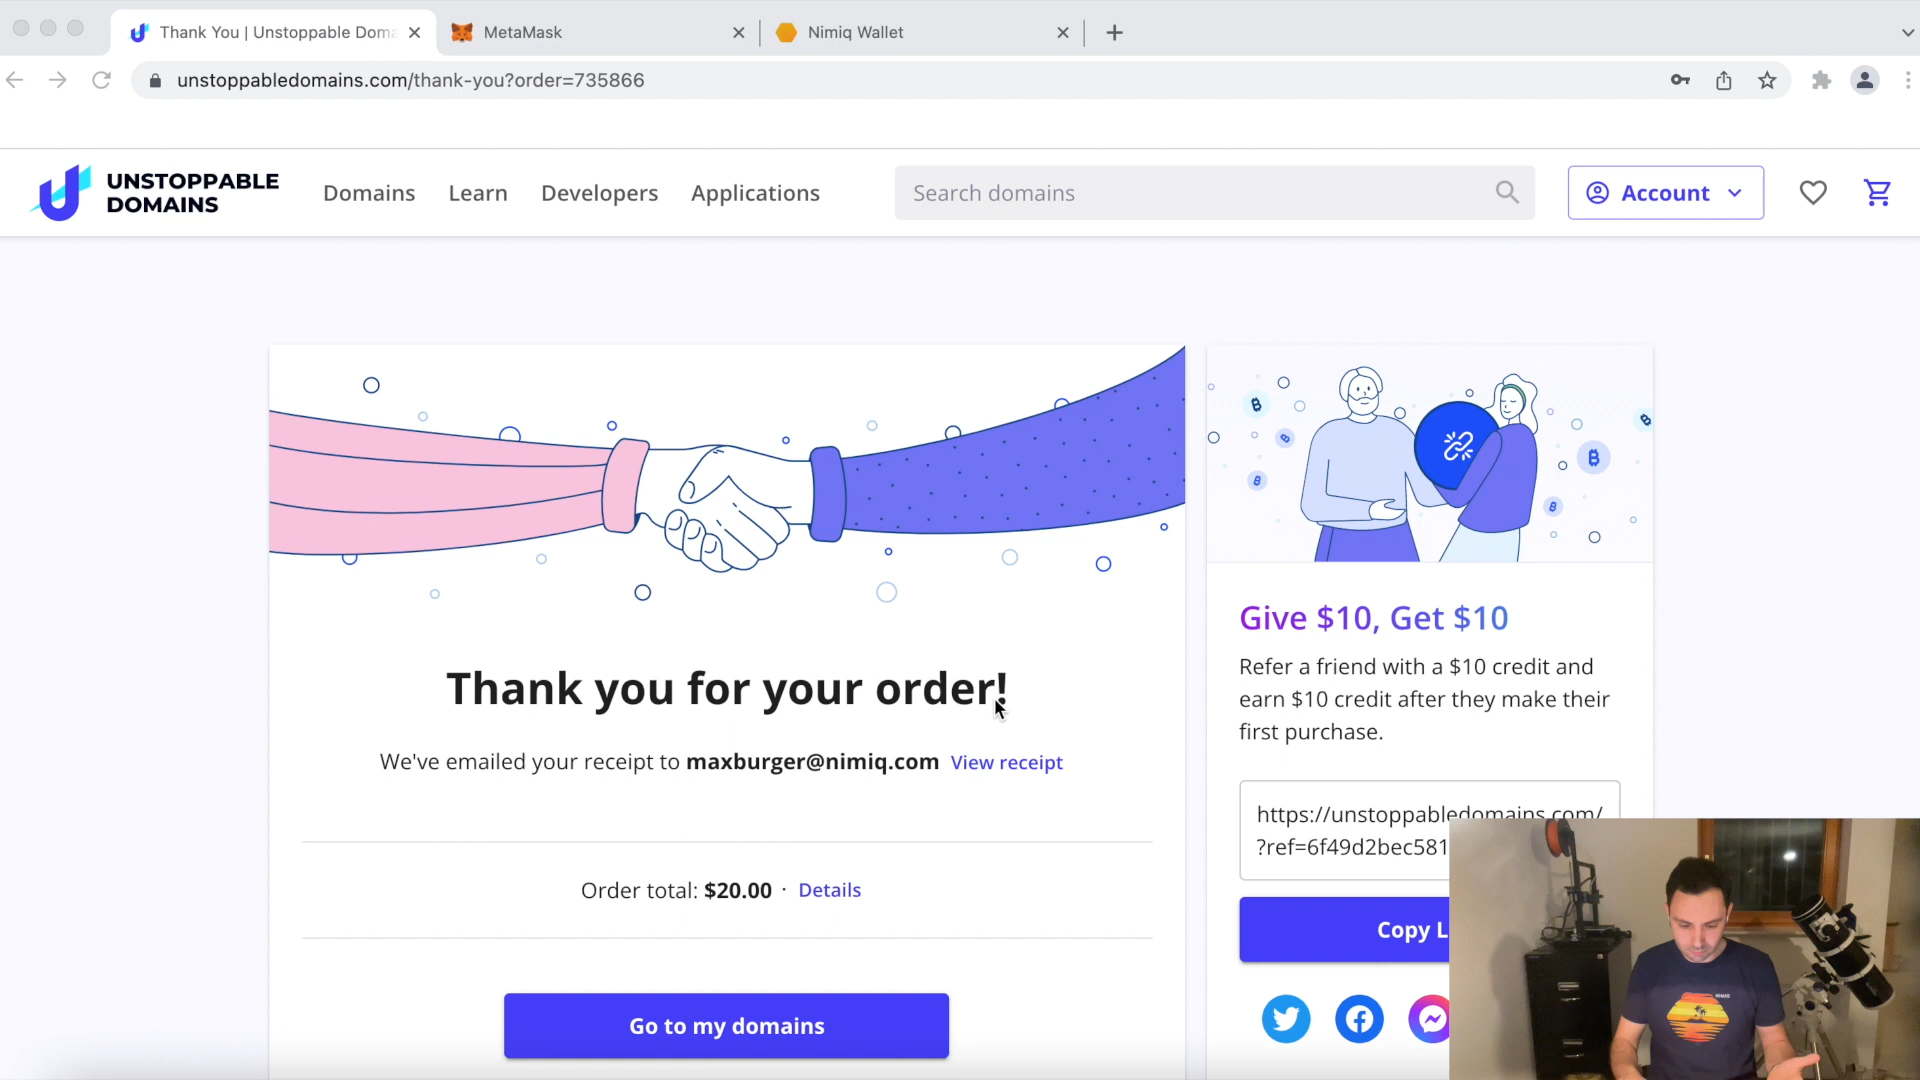 Thank You | Unstoppable Doma
MetaMask
Nimiq Wallet
unstoppabledomains.com/thank-you?order=735866
UNSTOPPABLE
DOMAINS
Domains
Learn
Developers
Applications
Search domains
Account
Thank you for your order!
We've emailed your receipt to maxburger@nimiq.com View receipt
Order total: $20.00 · Details
Go to my domains
Give $10, Get $10
Refer a friend with a $10 credit and
earn $10 credit after they make their
first purchase.
https://unstoppabledomains.com/
?ref=6f49d2bec581
Copy L
NIMIQ